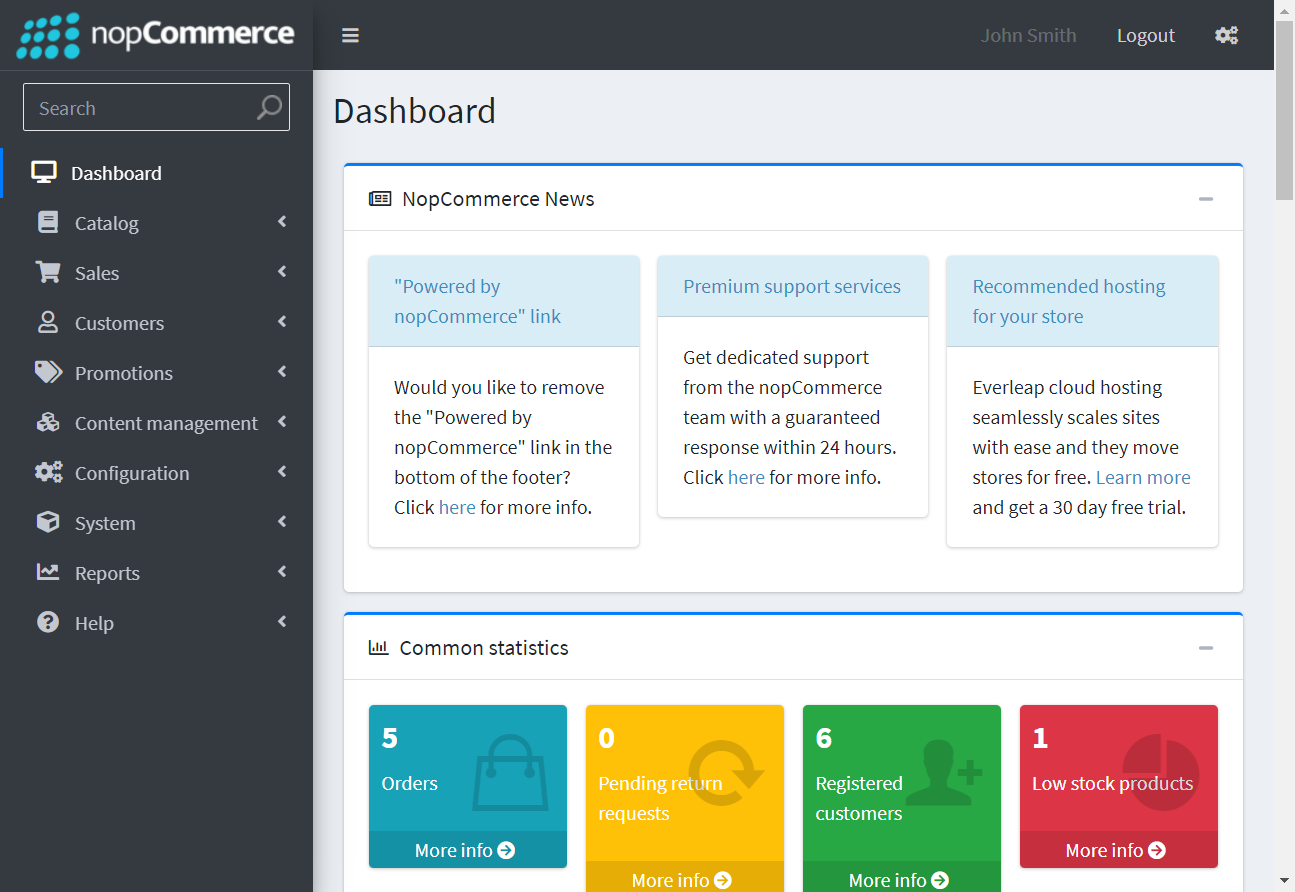 nopCommerce
John Smith
Logout
Search
Dashboard
Catalog
Sales
Customers
Promotions
Content management
Configuration
System
Reports
Help
Dashboard
NopCommerce News
"Powered by
nopCommerce" link
Would you like to remove
the "Powered by
nopCommerce" link in the
bottom of the footer?
Click here for more info.
Premium support services
Get dedicated support
from the nopCommerce
team with a guaranteed
response within 24 hours.
Click here for more info.
Recommended hosting
for your store
Everleap cloud hosting
seamlessly scales sites
with ease and they move
stores for free. Learn more
and get a 30 day free trial.
Common statistics
5
Orders
More info
0
Pending return
requests
More info
6
Registered
customers
More info
1
Low stock products
More info